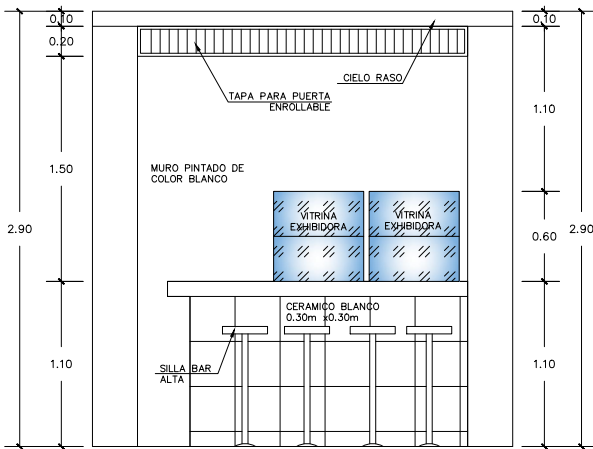 0.10
0.20
1.50
2.90
1.10
CIELO RASO
TAPA PARA PUERTA
ENROLLABLE
MURO PINTADO DE
COLOR BLANCO
VITRINA
EXHIBIDORA
VITRINA
EXHIBIDORA
CERAMICO BLANCO
0.30m x0.30m
SILLA BAR
ALTA
0.10
1.10
0.60
2.90
1.10